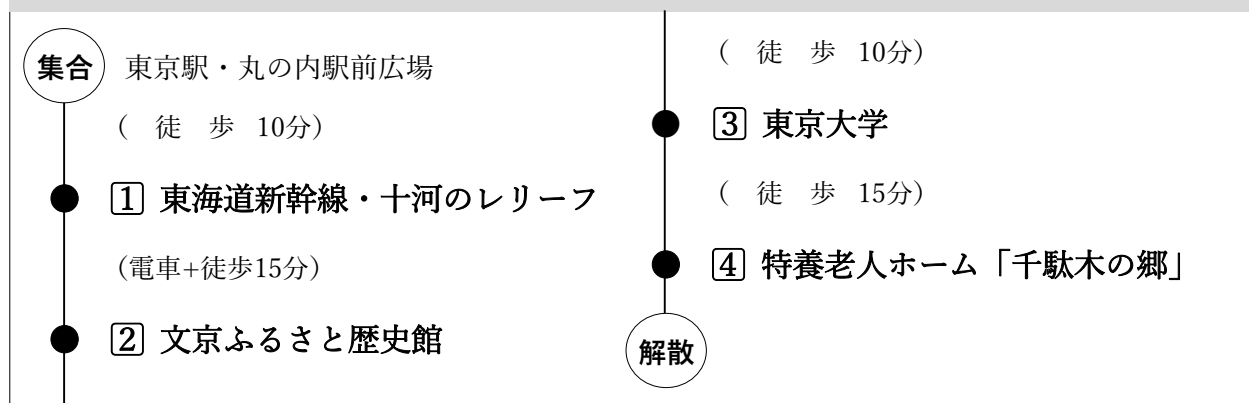 集合 東京駅・丸の内駅前広場
( 徒 歩 10分)
1 東海道新幹線・十河のレリーフ
(電車+徒歩15分)
2 文京ふるさと歴史館
( 徒 歩 10分)
3 東京大学
( 徒 歩 15分)
4 特養老人ホーム「千駄木の郷」
解散